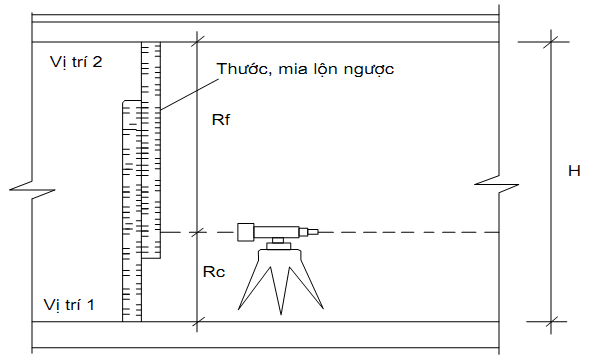 Vị trí 2
Thước, mia lộn ngược
Rf
H
Rc
Vị trí 1